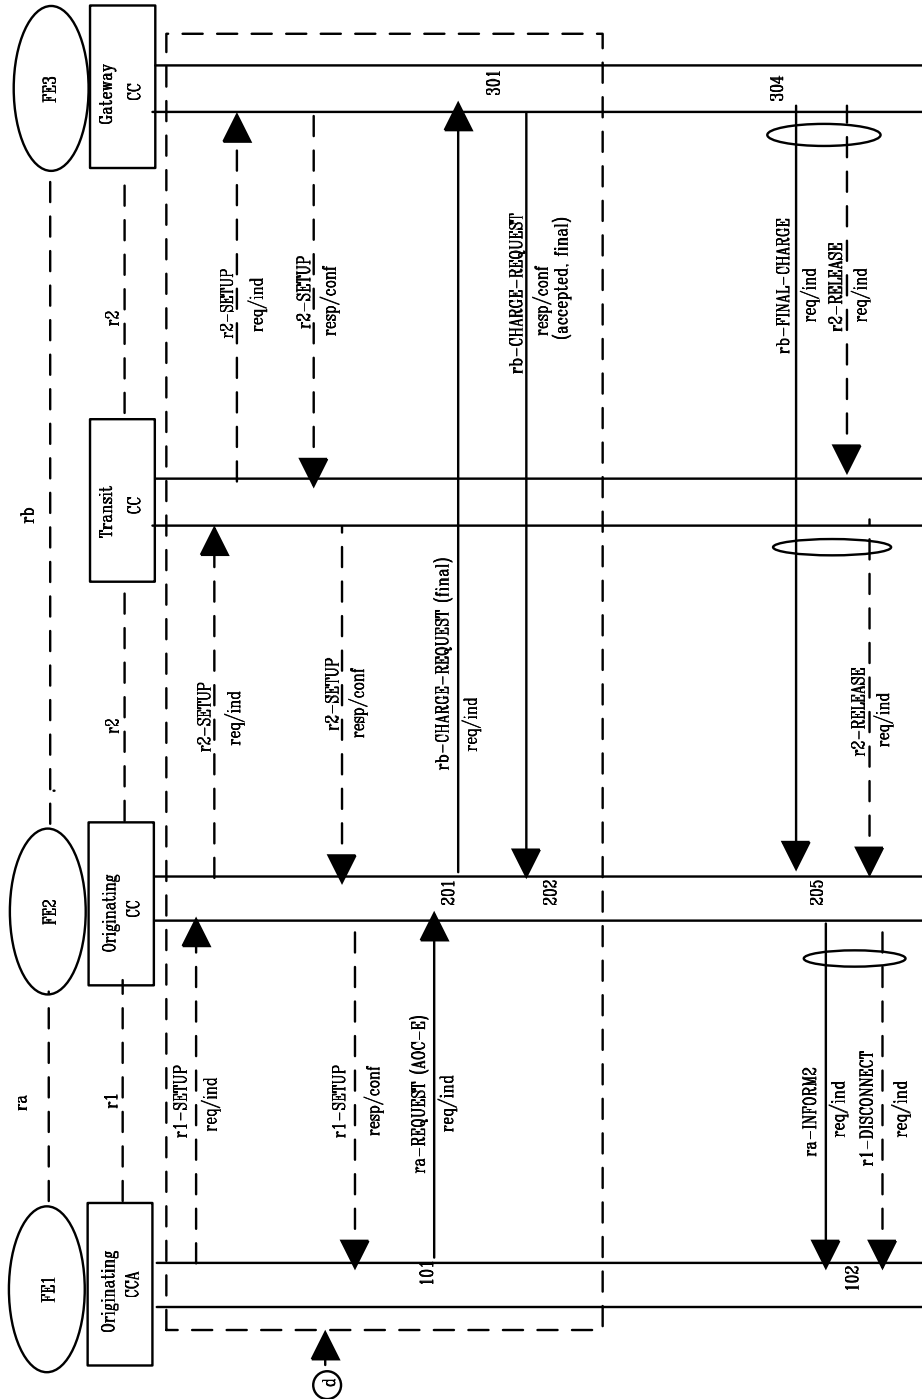 ra
rb
FE1
FE2
FE3
r1
r2
r2
Originating
CCA
Originating
CC
Transit
CC
Gateway
CC
r1-SETUP
req/ind
r2-SETUP
req/ind
r2-SETUP
req/ind
r2-SETUP
resp/conf
r2-SETUP
resp/conf
r1-SETUP
resp/conf
d
101
ra-REQUEST (AOC-E)
req/ind
201
rb-CHARGE-REQUEST (final)
req/ind
301
rb-CHARGE-REQUEST
resp/conf
(accepted, final)
202
304
rb-FINAL-CHARGE
req/ind
r2-RELEASE
req/ind
205
r2-RELEASE
req/ind
ra-INFORM2
req/ind
102
r1-DISCONNECT
req/ind